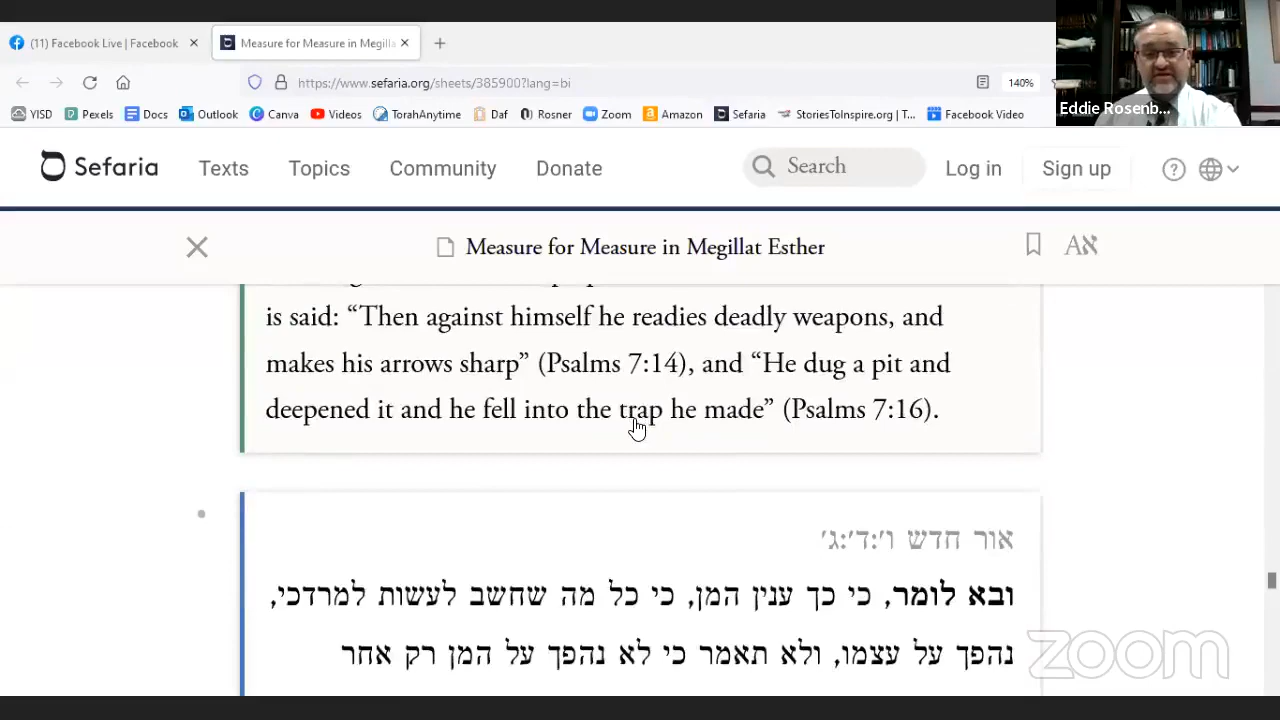 (11) Facebook Live | Facebook
Measure for Measure in Megilla
https://www.sefaria.org/sheets/385900?lang=bi
140%
Eddie Rosenb...
YISD Pexels Docs Outlook Canva Videos TorahAnytime Daf Rosner Zoom Amazon Sefaria StoriesToInspire.org | T... Facebook Video
Sefaria Texts Topics Community Donate Search Log in Sign up
Measure for Measure in Megillat Esther
Aא
is said: “Then against himself he readies deadly weapons, and
makes his arrows sharp” (Psalms 7:14), and “He dug a pit and
deepened it and he fell into the trap he made” (Psalms 7:16).
אור חדש ו׳:ד׳:ג׳
ובא לומר, כי כך ענין המן, כי כל מה שחשב לעשות למרדכי,
נהפך על עצמו, ולא תאמר כי לא נהפך על המן רק אחר
zoom